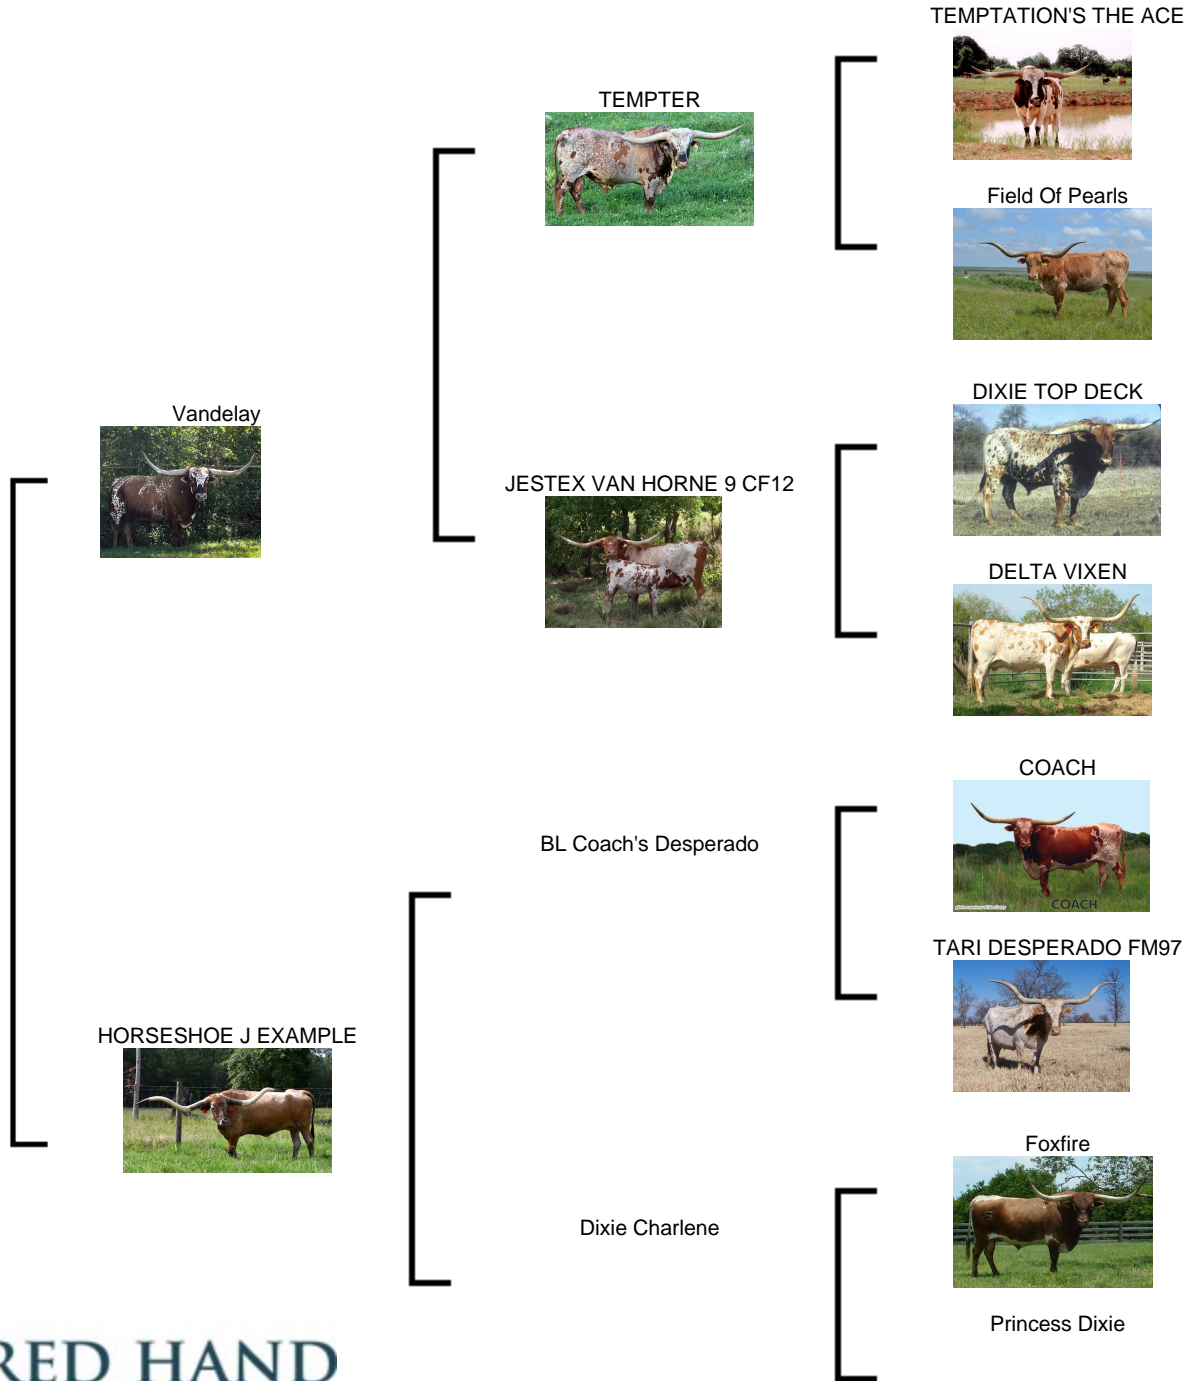 TEMPTATION'S THE ACE
TEMPTER
Field Of Pearls
DIXIE TOP DECK
Vandelay
JESTEX VAN HORNE 9 CF12
DELTA VIXEN
COACH
BL Coach's Desperado
COACH
TARI DESPERADO FM97
HORSESHOE J EXAMPLE
Foxfire
Dixie Charlene
Princess Dixie
RED HAND